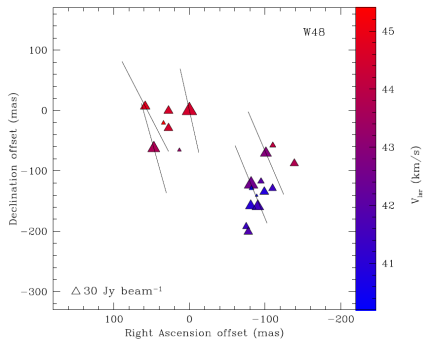 W48
100
0
−100
−200
−300
Declination offset (mas)
△ 30 Jy beam⁻¹
100
0
−100
−200
Right Ascension offset (mas)
45
44
43
42
41
V_lsr (km/s)